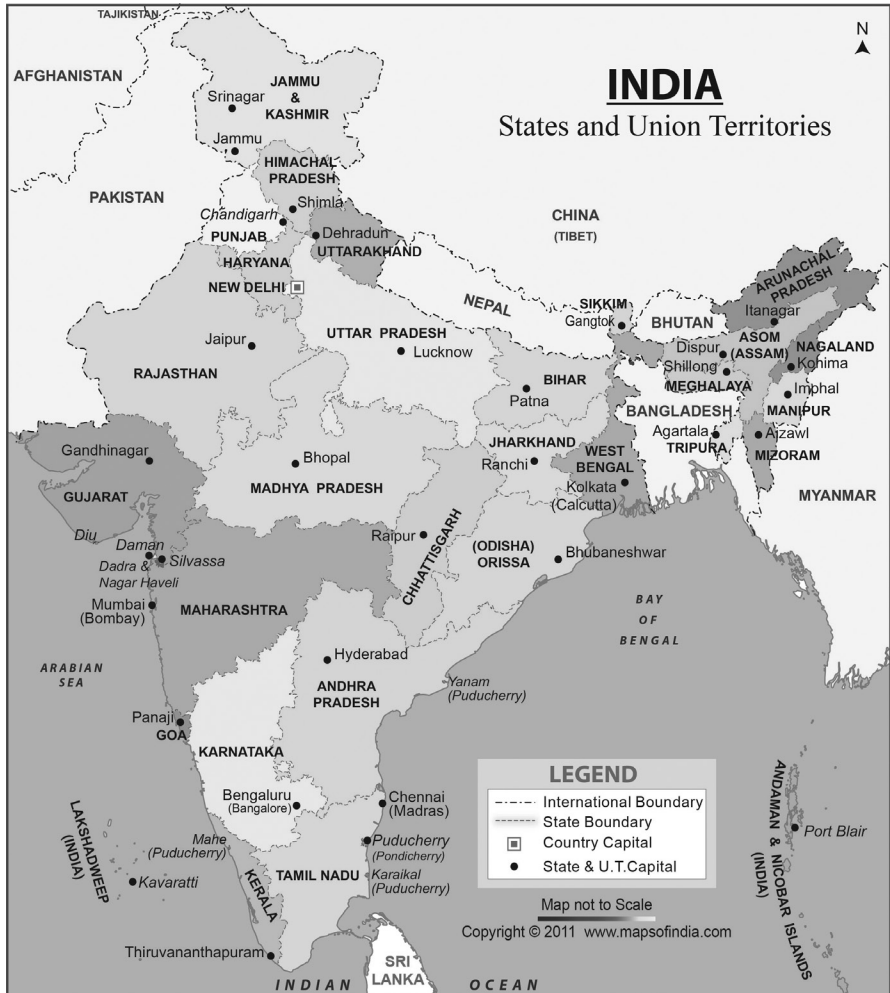 TAJIKISTAN
AFGHANISTAN
N
INDIA
States and Union Territories
JAMMU
&
KASHMIR
Srinagar
Jammu
HIMACHAL
PRADESH
PAKISTAN
Shimla
Chandigarh
PUNJAB
Dehradun
UTTARAKHAND
CHINA
(TIBET)
HARYANA
NEW DELHI
NEPAL
SIKKIM
Gangtok
BHUTAN
ARUNACHAL
PRADESH
Itanagar
ASOM
(ASSAM)
Dispur
Shillong
MEGHALAYA
NAGALAND
Kohima
Imphal
MANIPUR
Jaipur
RAJASTHAN
UTTAR PRADESH
Lucknow
BIHAR
Patna
BANGLADESH
Agartala
TRIPURA
Aizawl
MIZORAM
MYANMAR
Gandhinagar
GUJARAT
Bhopal
MADHYA PRADESH
JHARKHAND
Ranchi
WEST
BENGAL
Kolkata
(Calcutta)
Diu
Daman
Dadra &
Nagar Haveli
Silvassa
Raipur
CHHATTISGARH
(ODISHA)
ORISSA
Bhubaneshwar
Mumbai
(Bombay)
MAHARASHTRA
BAY
OF
BENGAL
ARABIAN
SEA
Hyderabad
ANDHRA
PRADESH
Yanam
(Puducherry)
Panaji
GOA
KARNATAKA
Bengaluru
(Bangalore)
Chennai
(Madras)
LAKSHADWEEP
(INDIA)
Kavaratti
Mahe
(Puducherry)
Puducherry
(Pondicherry)
Karaikal
(Puducherry)
TAMIL NADU
KERALA
Thiruvananthapuram
SRI
LANKA
INDIAN OCEAN
LEGEND
International Boundary
State Boundary
Country Capital
State & U.T.Capital
Map not to Scale
Copyright © 2011 www.mapsofindia.com
ANDAMAN & NICOBAR ISLANDS
(INDIA)
Port Blair